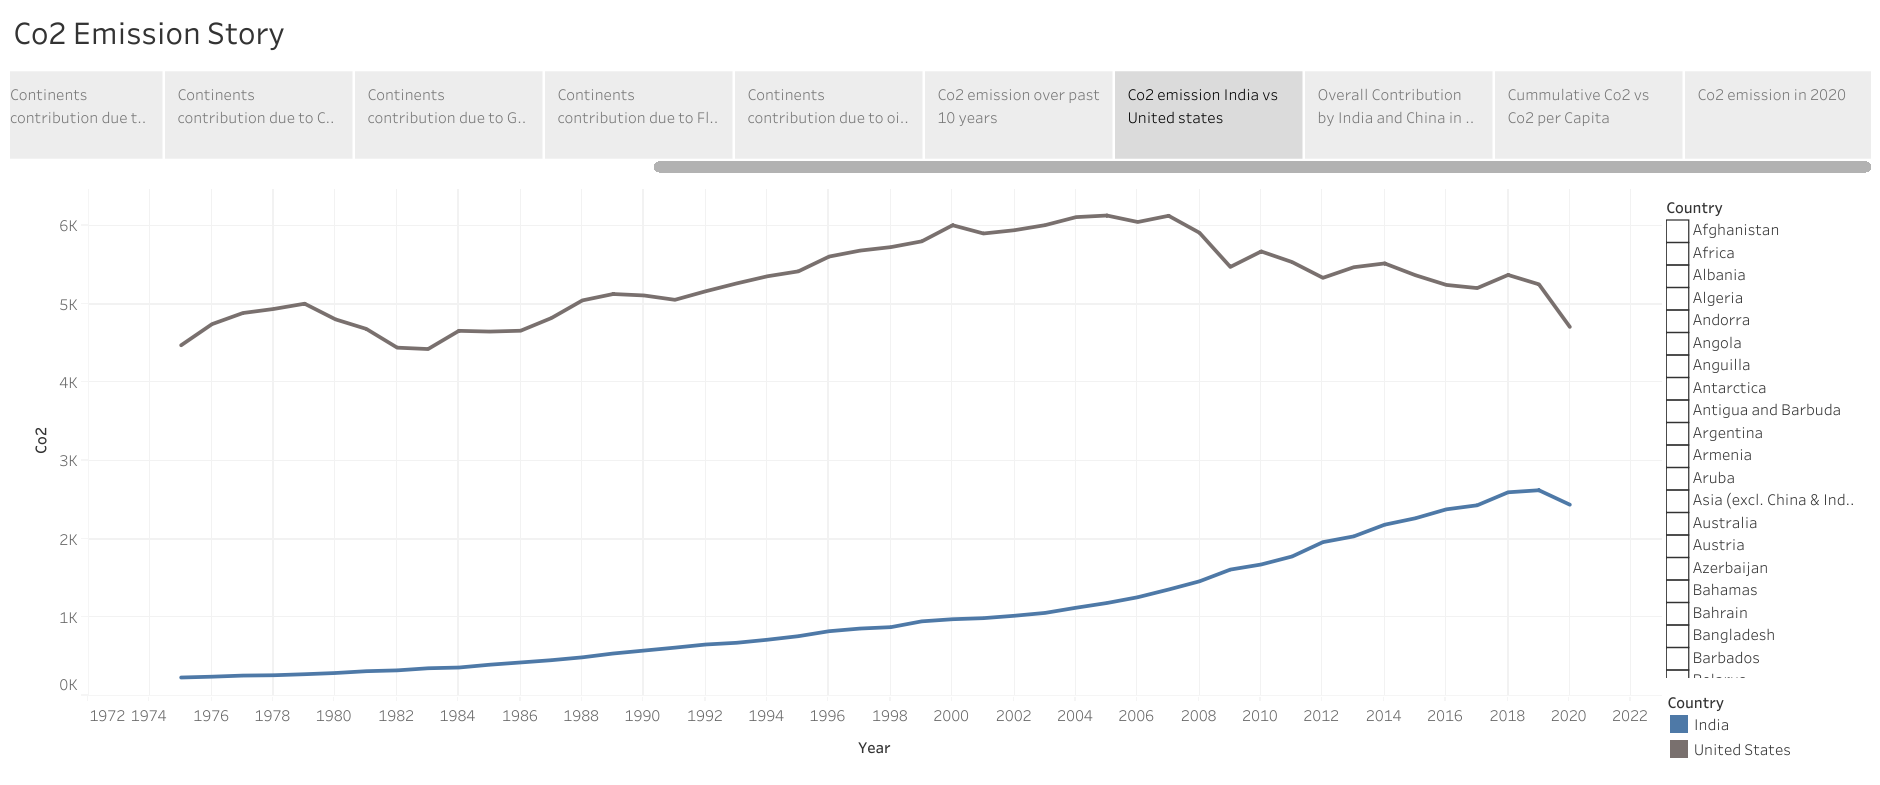 Co2 Emission Story
Continents
contribution due t..
Continents
contribution due to C..
Continents
contribution due to G..
Continents
contribution due to Fl..
Continents
contribution due to oi..
Co2 emission over past
10 years
Co2 emission India vs
United states
Overall Contribution
by India and China in ..
Cummulative Co2 vs
Co2 per Capita
Co2 emission in 2020
6K
5K
4K
3K
2K
1K
0K
Co2
1972 1974 1976 1978 1980 1982 1984 1986 1988 1990 1992 1994 1996 1998 2000 2002 2004 2006 2008 2010 2012 2014 2016 2018 2020 2022
Year
Country
Afghanistan
Africa
Albania
Algeria
Andorra
Angola
Anguilla
Antarctica
Antigua and Barbuda
Argentina
Armenia
Aruba
Asia (excl. China & Ind..
Australia
Austria
Azerbaijan
Bahamas
Bahrain
Bangladesh
Barbados
Country
India
United States